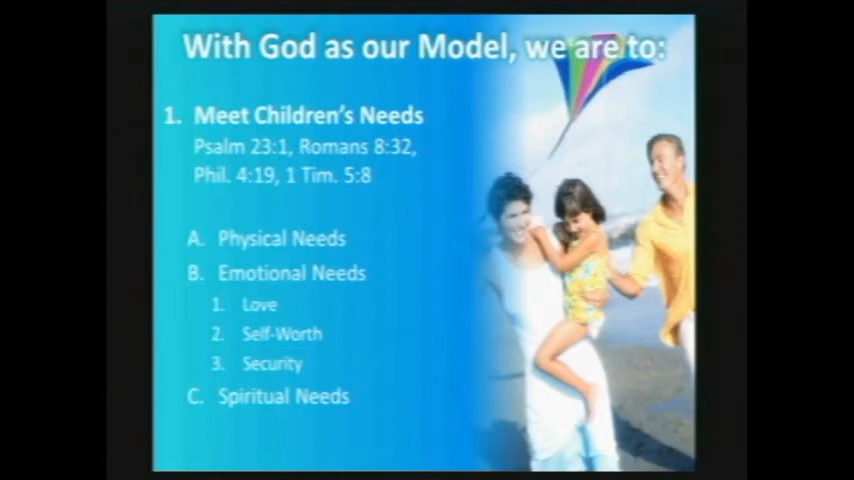 With God as our Model, we are to:
1. Meet Children's Needs
Psalm 23:1, Romans 8:32,
Phil. 4:19, 1 Tim. 5:8
A. Physical Needs
B. Emotional Needs
1. Love
2. Self-Worth
3. Security
C. Spiritual Needs